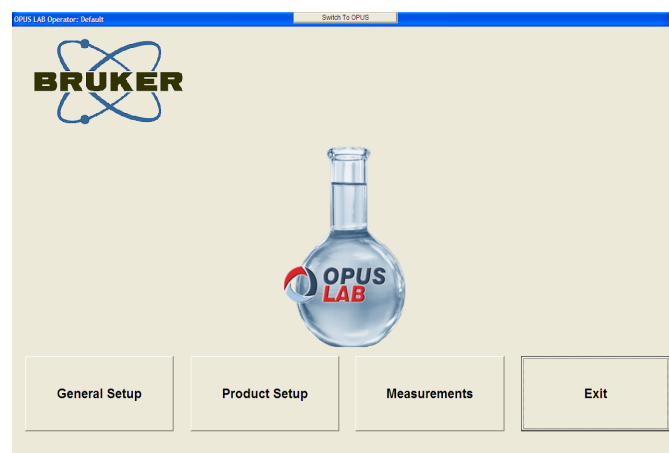 OPUS LAB Operator: Default
Switch To OPUS
BRUKER
OPUS
LAB
General Setup
Product Setup
Measurements
Exit